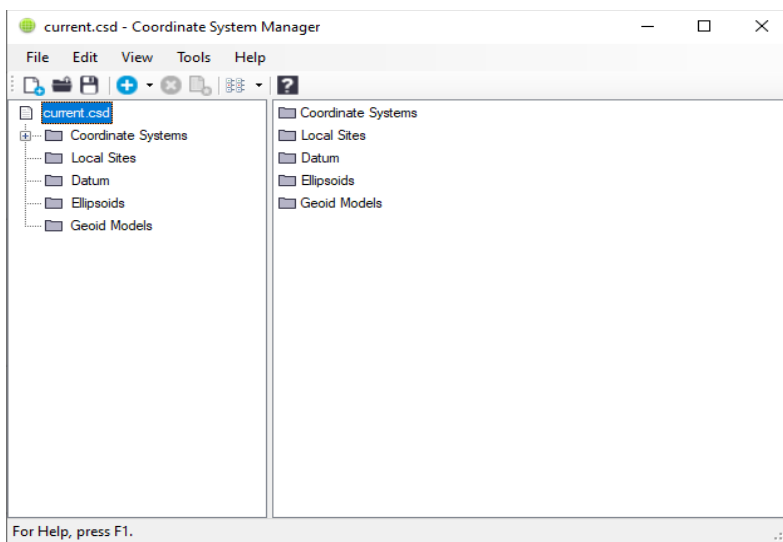 current.csd - Coordinate System Manager
File Edit View Tools Help
?
current.csd
Coordinate Systems
Local Sites
Datum
Ellipsoids
Geoid Models
Coordinate Systems
Local Sites
Datum
Ellipsoids
Geoid Models
For Help, press F1.